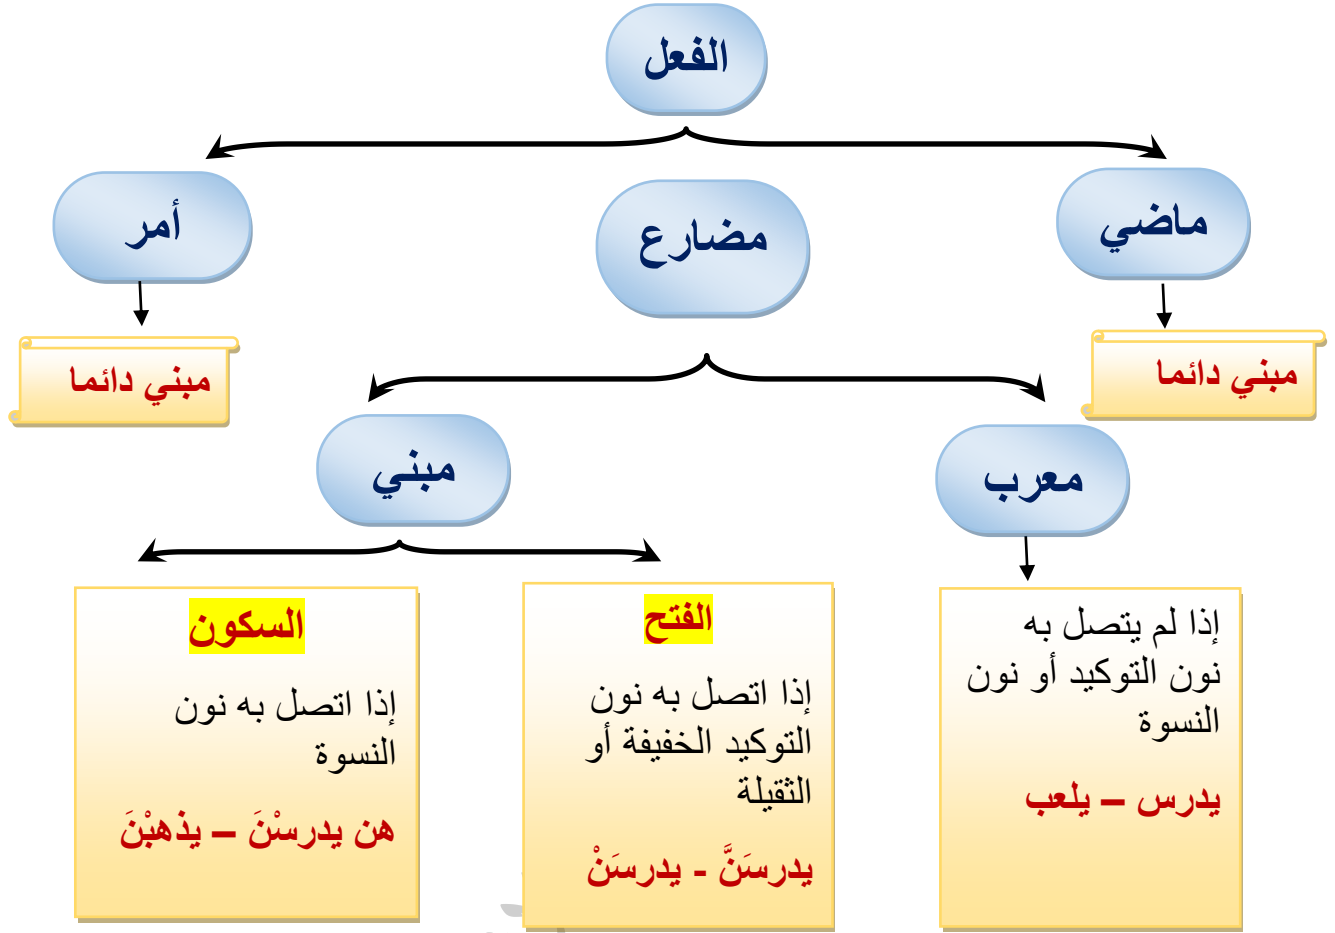 الفعل
ماضي
مضارع
أمر
مبني دائما
مبني دائما
معرب
مبني
إذا لم يتصل به
نون التوكيد أو نون
النسوة
يدرس – يلعب
الفتح
إذا اتصل به نون
التوكيد الخفيفة أو
الثقيلة
يدرسَنَّ - يدرسَنْ
السكون
إذا اتصل به نون
النسوة
هن يدرسْنَ – يذهبْنَ